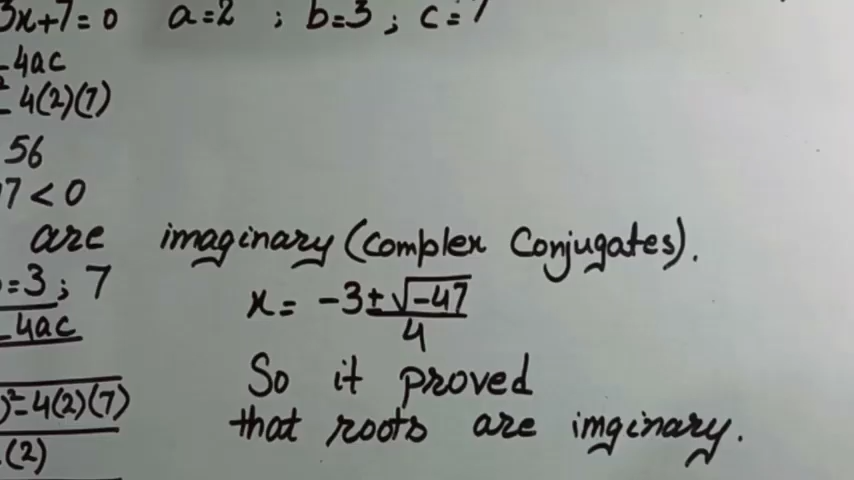 3x+7=0 a=2 ; b=3 ; c=7
-4ac
4(2)(7)
56
7<0
are imaginary (Complex Conjugates).
=3 ; 7
x = -3±√-47
-4ac
4
So it proved
)²-4(2)(7)
that roots are imginary.
(2)